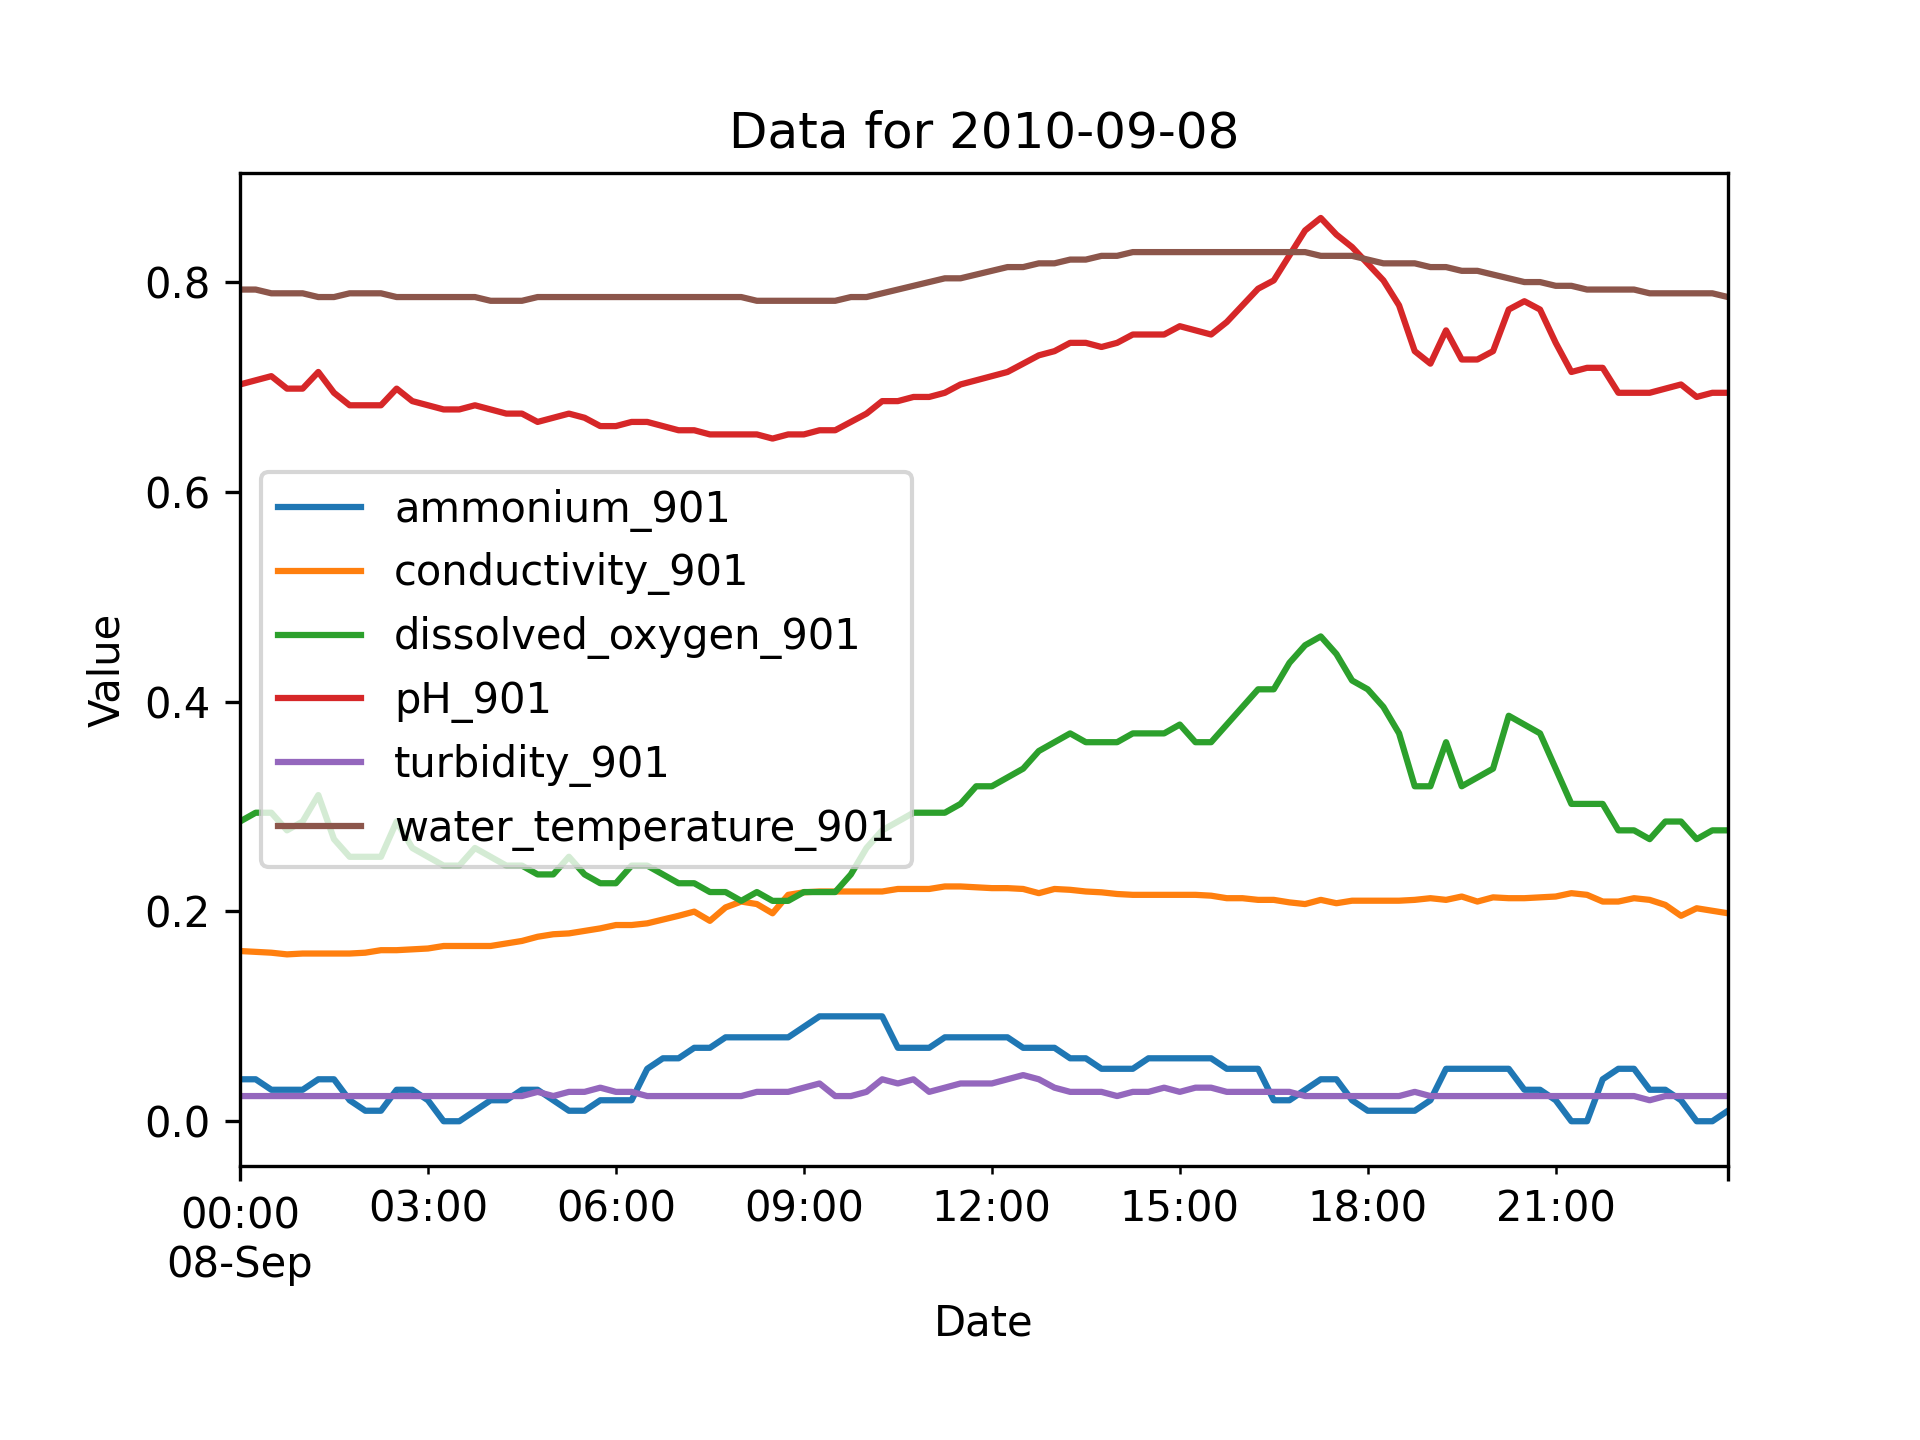 Data for 2010-09-08
Value
0.8
0.6
0.4
0.2
0.0
ammonium_901
conductivity_901
dissolved_oxygen_901
pH_901
turbidity_901
water_temperature_901
00:00 03:00 06:00 09:00 12:00 15:00 18:00 21:00
08-Sep
Date